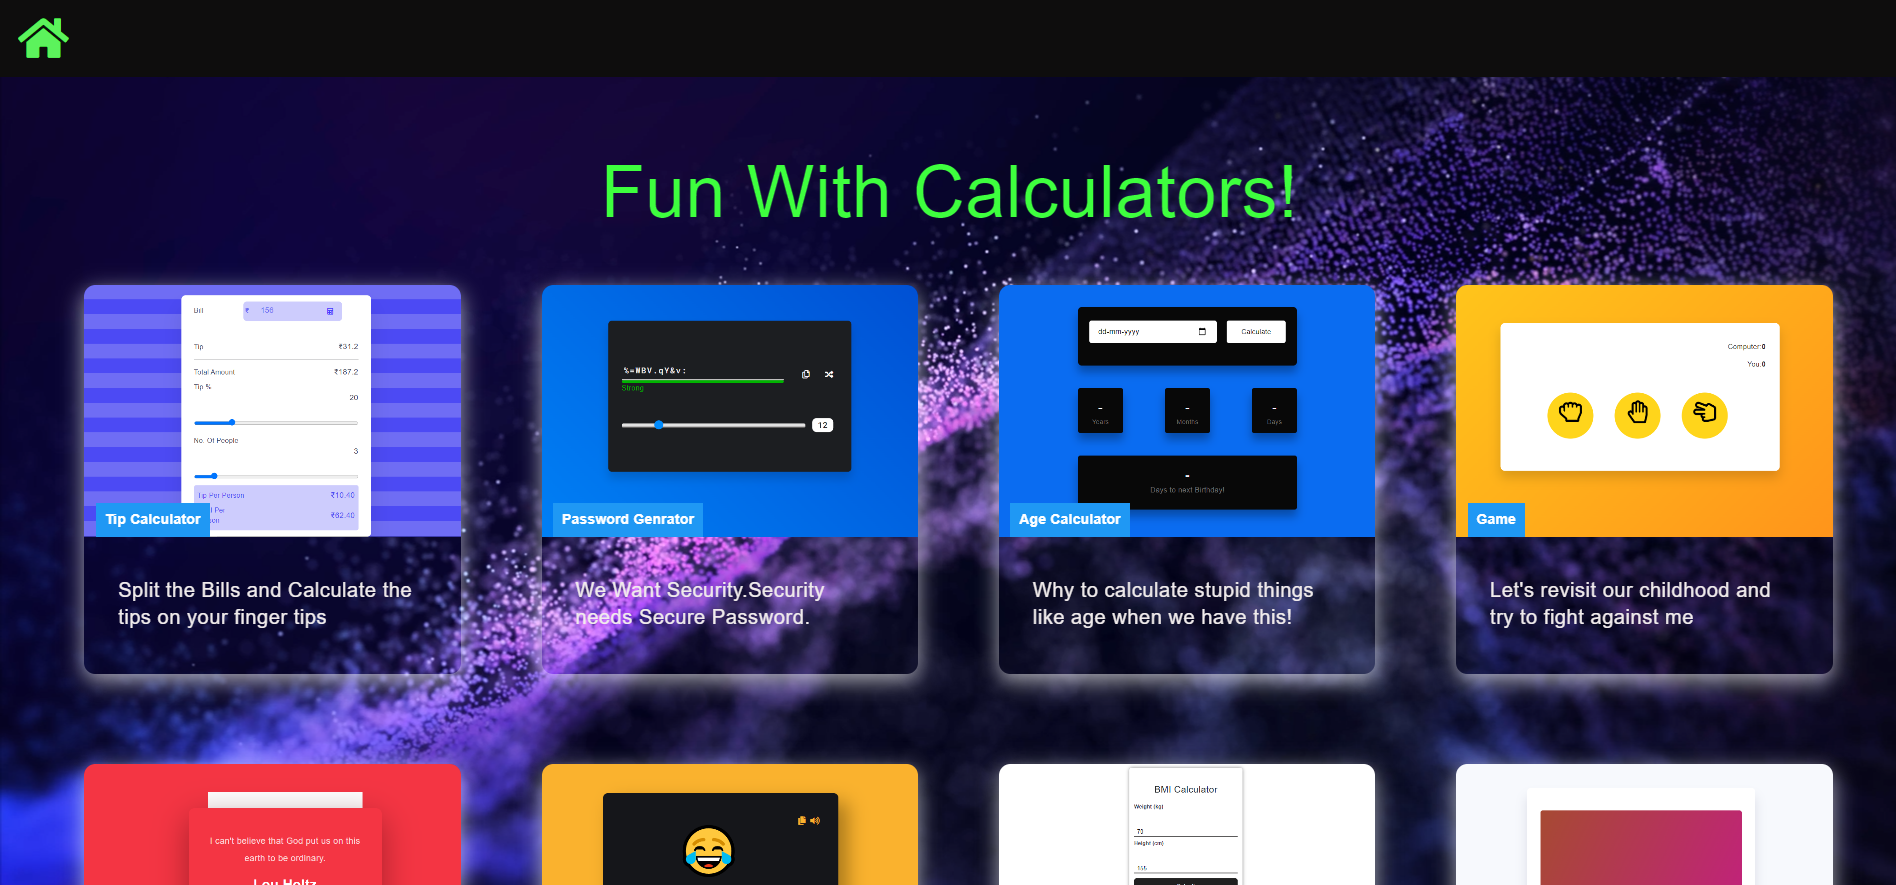 Fun With Calculators!
Bill
₹ 156
Tip ₹31.2
Total Amount ₹187.2
Tip %
20
No. Of People
3
Tip Per Person ₹10.40
l Per
son ₹62.40
Tip Calculator
Split the Bills and Calculate the
tips on your finger tips
%=WBV.qY&v:
Strong
12
Password Genrator
We Want Security.Security
needs Secure Password.
dd-mm-yyyy Calculate
- - -
Years Months Days
-
Days to next Birthday!
Age Calculator
Why to calculate stupid things
like age when we have this!
Computer:0
You:0
Game
Let's revisit our childhood and
try to fight against me
I can't believe that God put us on this
earth to be ordinary.
Lou Holtz
BMI Calculator
Weight (kg)
Height (cm)